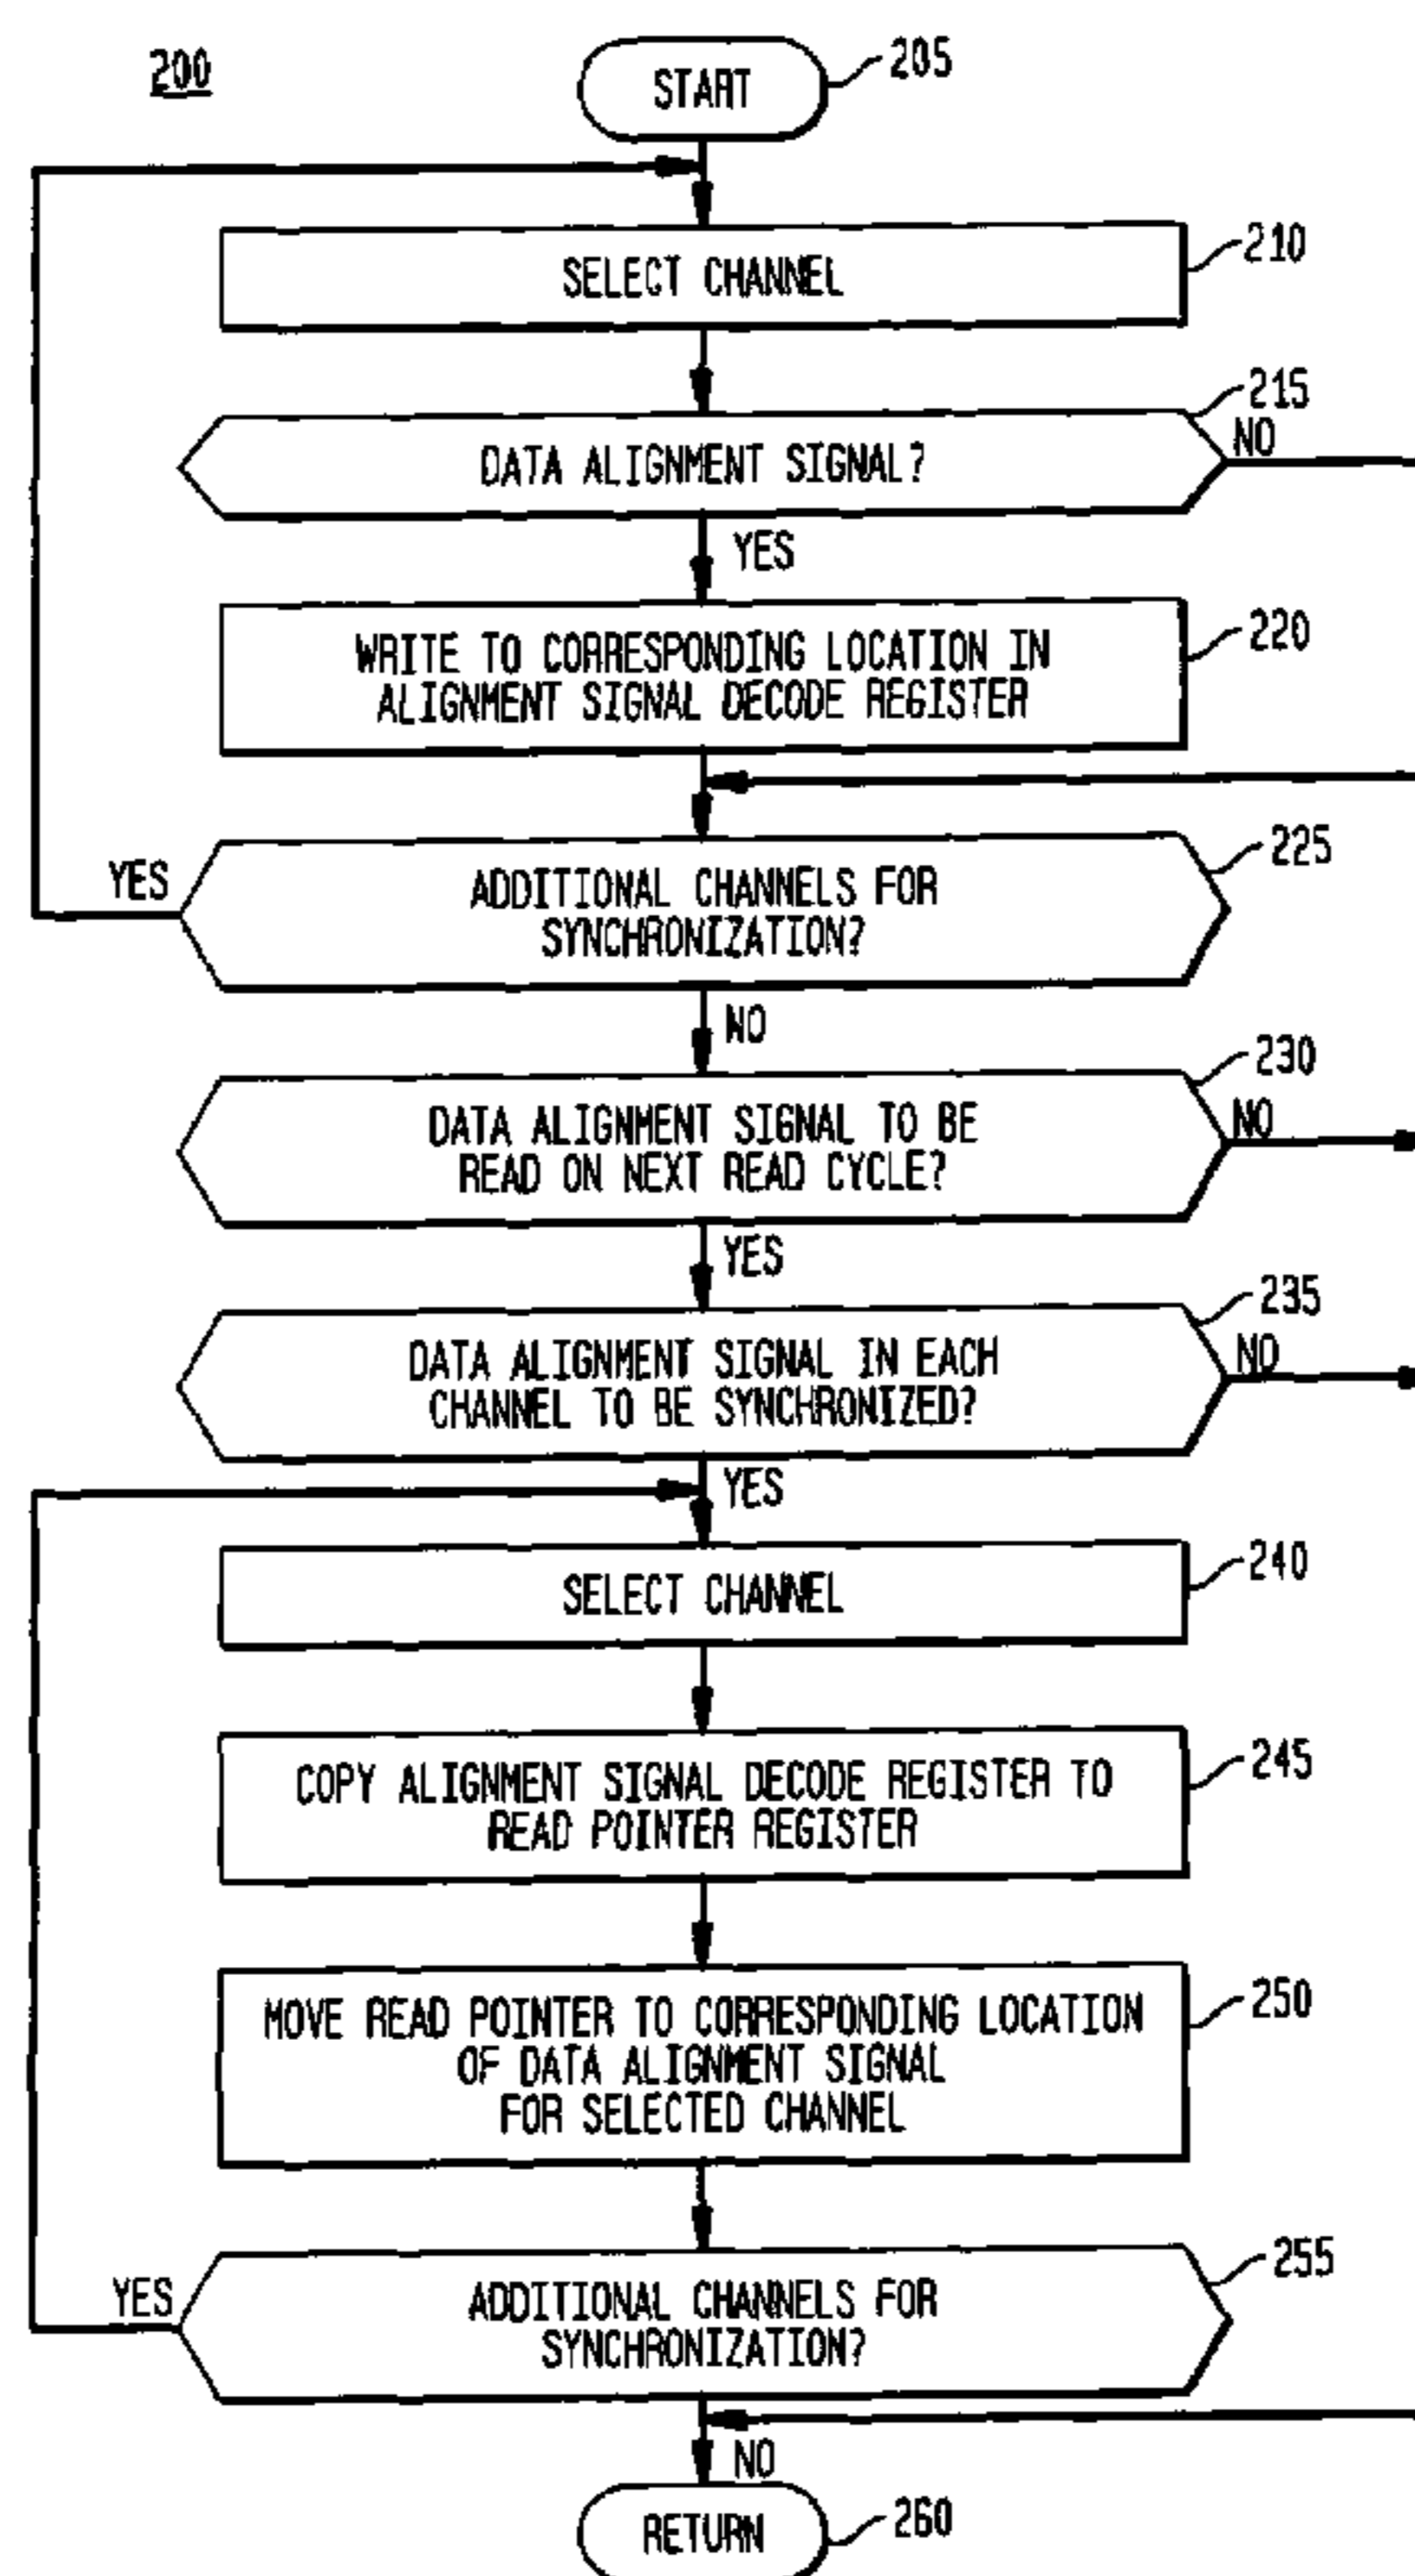 200
START
205
SELECT CHANNEL
210
215
DATA ALIGNMENT SIGNAL?
NO
YES
WRITE TO CORRESPONDING LOCATION IN
ALIGNMENT SIGNAL DECODE REGISTER
220
225
YES
ADDITIONAL CHANNELS FOR
SYNCHRONIZATION?
NO
230
DATA ALIGNMENT SIGNAL TO BE
READ ON NEXT READ CYCLE?
NO
YES
235
DATA ALIGNMENT SIGNAL IN EACH
CHANNEL TO BE SYNCHRONIZED?
NO
YES
SELECT CHANNEL
240
COPY ALIGNMENT SIGNAL DECODE REGISTER TO
READ POINTER REGISTER
245
MOVE READ POINTER TO CORRESPONDING LOCATION
OF DATA ALIGNMENT SIGNAL
FOR SELECTED CHANNEL
250
255
YES
ADDITIONAL CHANNELS FOR
SYNCHRONIZATION?
NO
RETURN
260